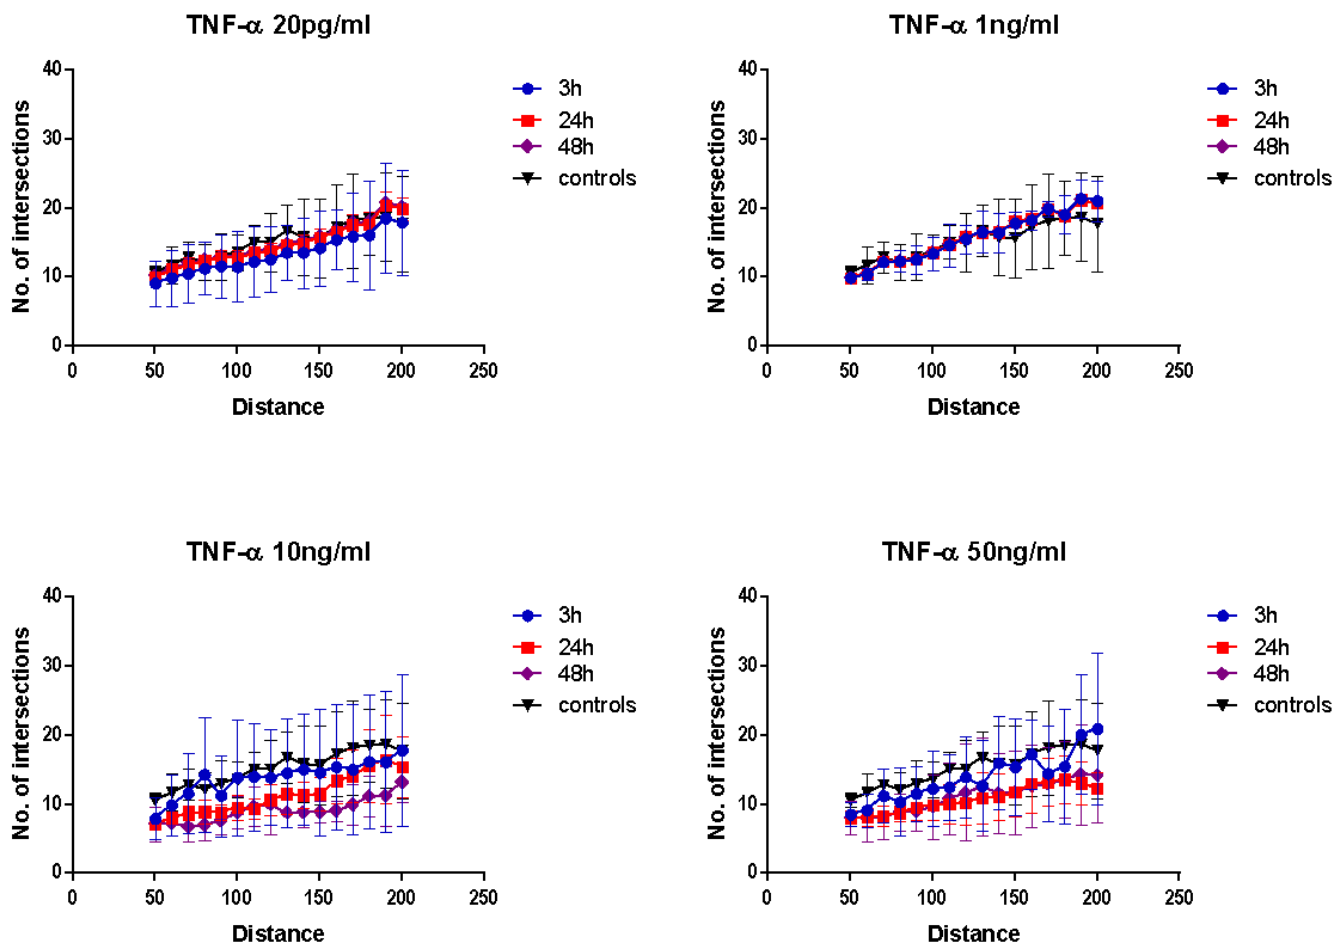 TNF-α 20pg/ml
No. of intersections
40
30
20
10
0
0 50 100 150 200 250
Distance
3h
24h
48h
controls
TNF-α 1ng/ml
No. of intersections
40
30
20
10
0
0 50 100 150 200 250
Distance
3h
24h
48h
controls
TNF-α 10ng/ml
No. of intersections
40
30
20
10
0
0 50 100 150 200 250
Distance
3h
24h
48h
controls
TNF-α 50ng/ml
No. of intersections
40
30
20
10
0
0 50 100 150 200 250
Distance
3h
24h
48h
controls